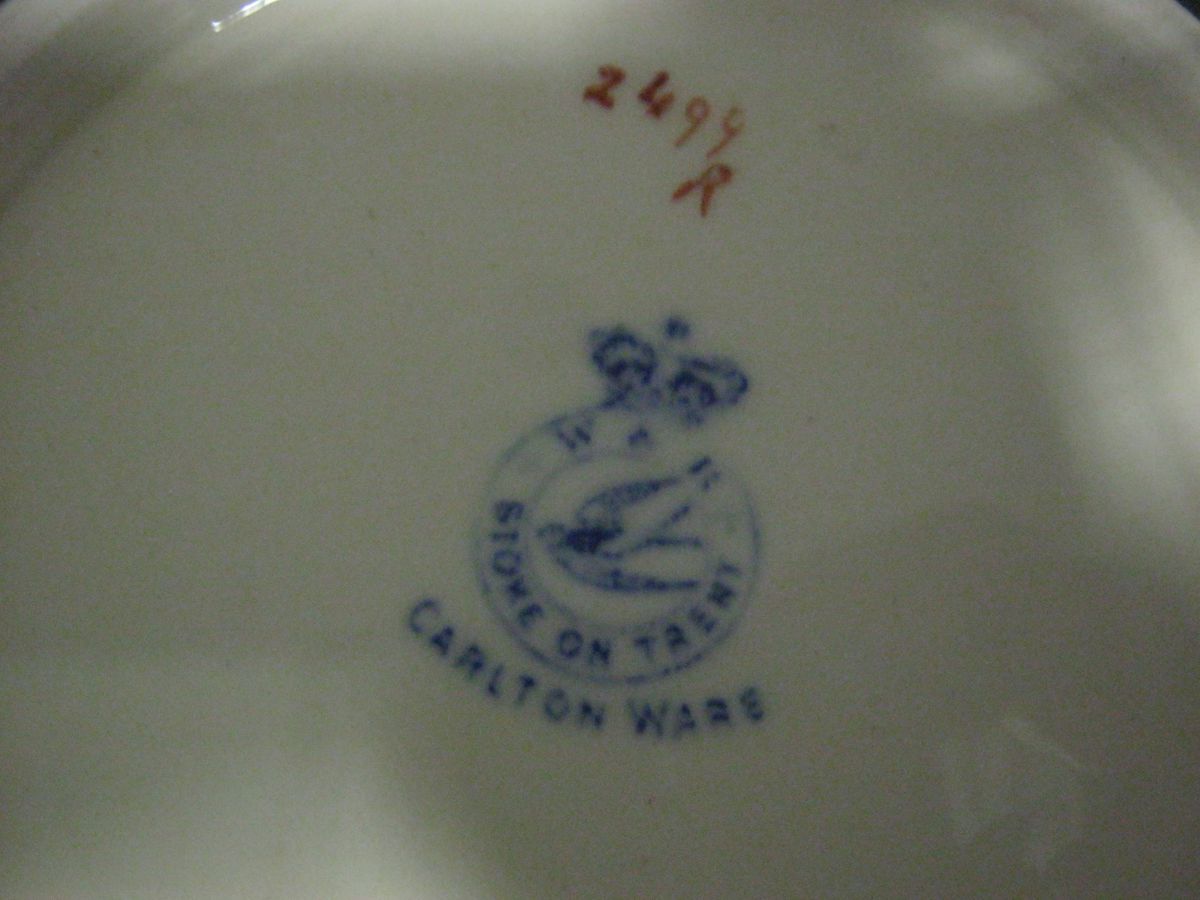 2499
R
W & R
STOKE ON TRENT
CARLTON WARE